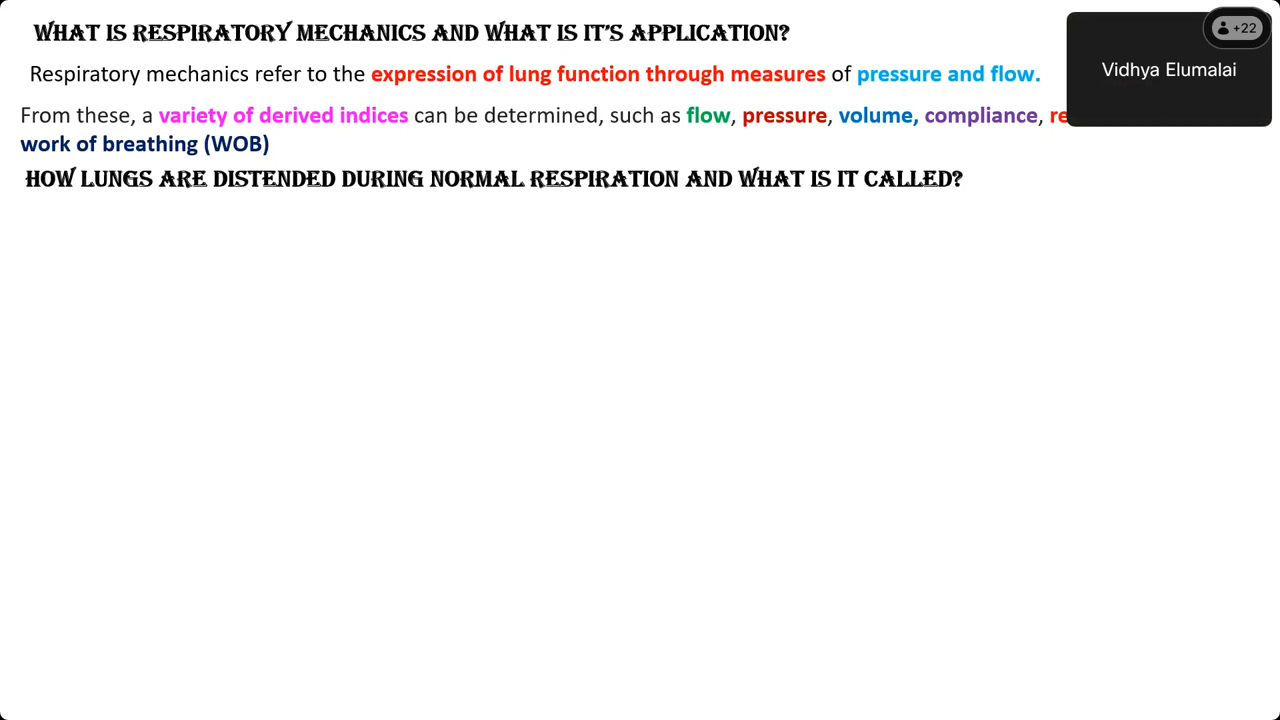 WHAT IS RESPIRATORY MECHANICS AND WHAT IS IT'S APPLICATION?
+22
Vidhya Elumalai
Respiratory mechanics refer to the expression of lung function through measures of pressure and flow.
From these, a variety of derived indices can be determined, such as flow, pressure, volume, compliance,
work of breathing (WOB)
HOW LUNGS ARE DISTENDED DURING NORMAL RESPIRATION AND WHAT IS IT CALLED?